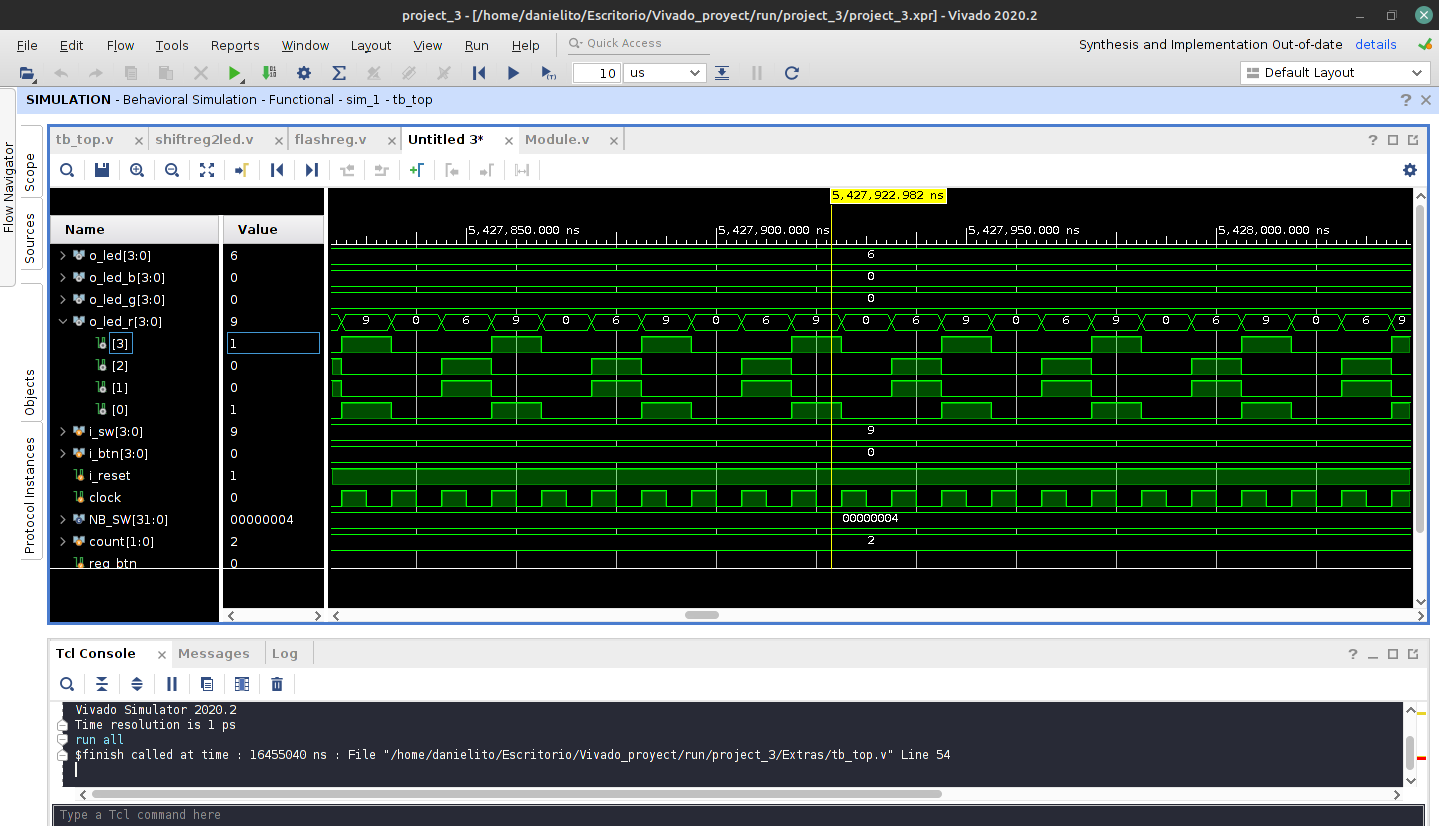 project_3 - [/home/danielito/Escritorio/Vivado_proyect/run/project_3/project_3.xpr] - Vivado 2020.2
File Edit Flow Tools Reports Window Layout View Run Help Quick Access Synthesis and Implementation Out-of-date details
10 us Default Layout
SIMULATION - Behavioral Simulation - Functional - sim_1 - tb_top
Flow Navigator
Scope
Sources
Objects
Protocol Instances
tb_top.v shiftreg2led.v flashreg.v Untitled 3* Module.v
5,427,922.982 ns
Name Value 5,427,850.000 ns 5,427,900.000 ns 5,427,950.000 ns 5,428,000.000 ns
o_led[3:0] 6 6
o_led_b[3:0] 0 0
o_led_g[3:0] 0 0
o_led_r[3:0] 9 9 0 6 9 0 6 9 0 6 9 0 6 9 0 6 9 0 6 9 0 6 9
[3] 1
[2] 0
[1] 0
[0] 1
i_sw[3:0] 9 9
i_btn[3:0] 0 0
i_reset 1
clock 0
NB_SW[31:0] 00000004 00000004
count[1:0] 2 2
reg_btn 0
Tcl Console Messages Log
Vivado Simulator 2020.2
Time resolution is 1 ps
run all
$finish called at time : 16455040 ns : File "/home/danielito/Escritorio/Vivado_proyect/run/project_3/Extras/tb_top.v" Line 54
Type a Tcl command here